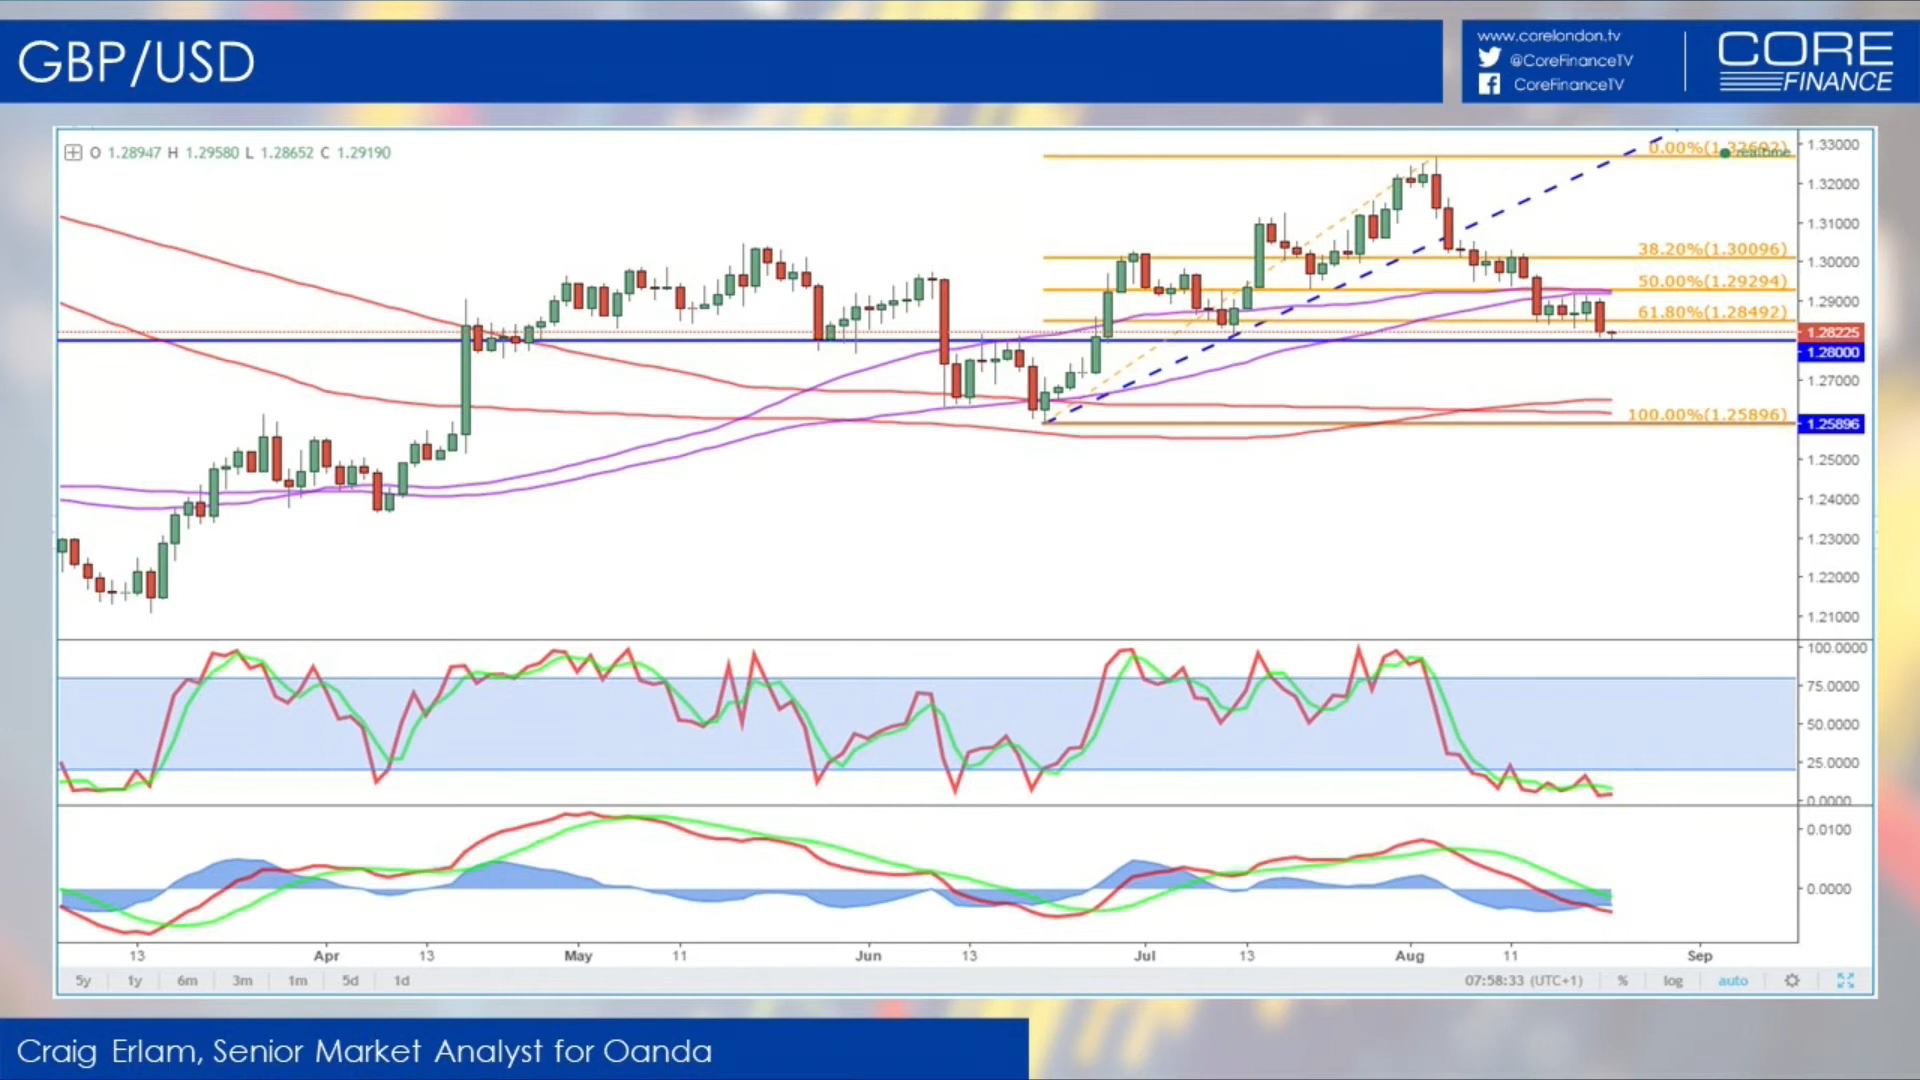 GBP/USD
www.corelondon.tv
@CoreFinanceTV
CoreFinanceTV
CORE
FINANCE
O 1.28947 H 1.29580 L 1.28652 C 1.29190
0.00%(1.32692)
realtime
38.20%(1.30096)
50.00%(1.29294)
61.80%(1.28492)
100.00%(1.25896)
1.33000
1.32000
1.31000
1.30000
1.29000
1.28225
1.28000
1.27000
1.25896
1.25000
1.24000
1.23000
1.22000
1.21000
100.0000
75.0000
50.0000
25.0000
0.0000
0.0100
0.0000
13 Apr 13 May 11 Jun 13 Jul 13 Aug 11 Sep
5y 1y 6m 3m 1m 5d 1d 07:58:33 (UTC+1) % log auto
Craig Erlam, Senior Market Analyst for Oanda